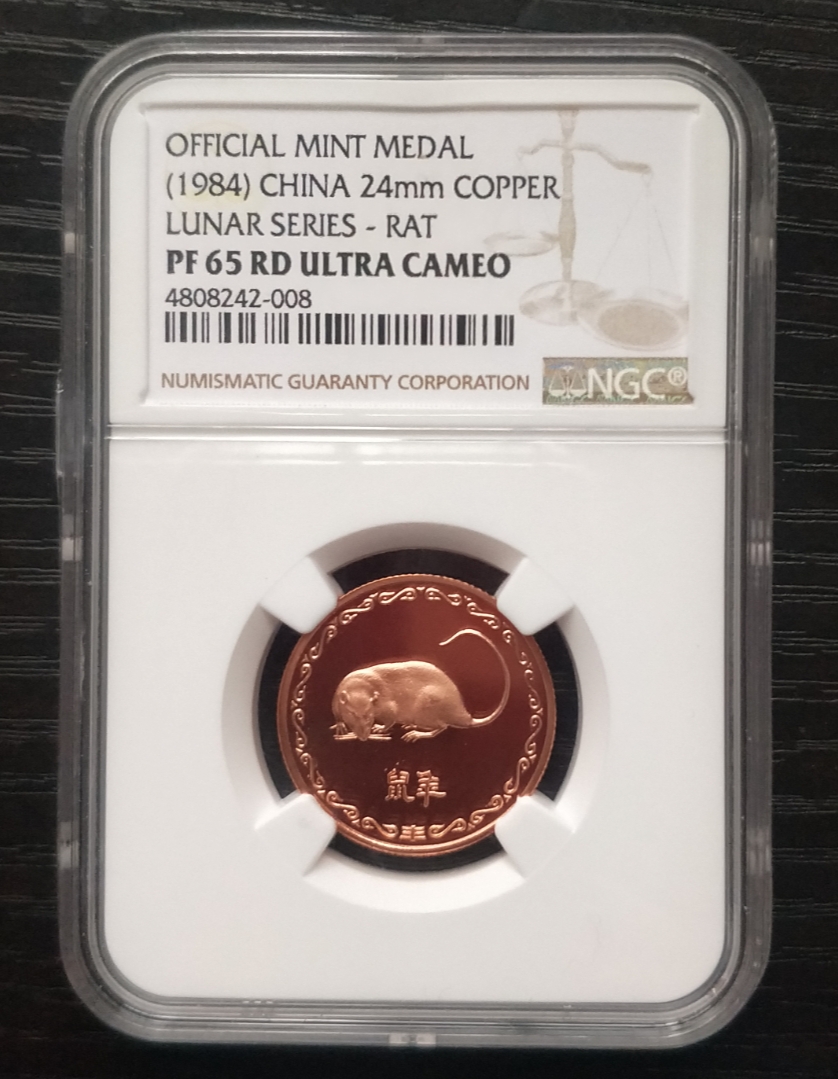 OFFICIAL MINT MEDAL
(1984) CHINA 24mm COPPER
LUNAR SERIES - RAT
PF 65 RD ULTRA CAMEO
4808242-008
NUMISMATIC GUARANTY CORPORATION
NGC®
鼠年